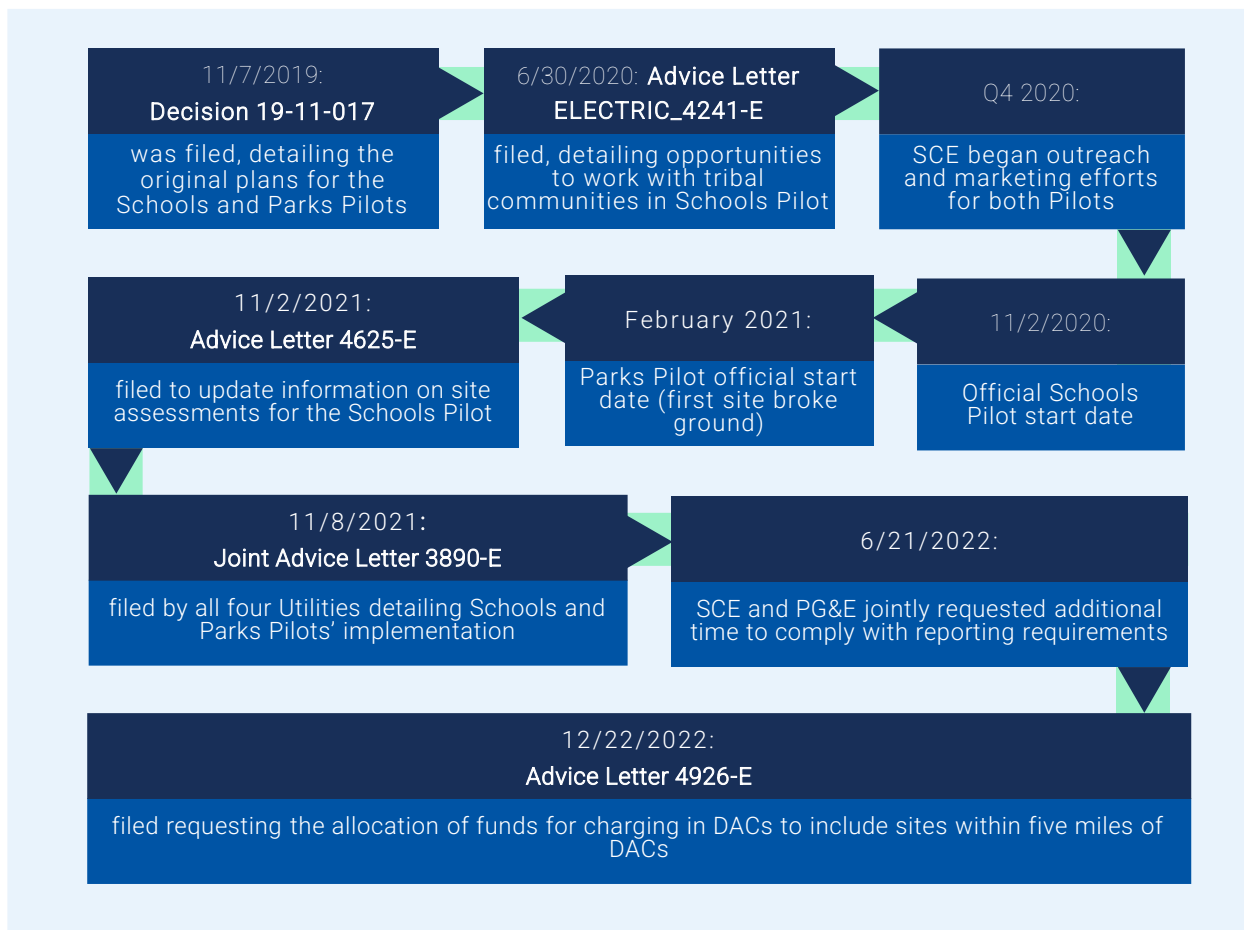 11/7/2019:
Decision 19-11-017
was filed, detailing the
original plans for the
Schools and Parks Pilots
6/30/2020: Advice Letter
ELECTRIC_4241-E
filed, detailing opportunities
to work with tribal
communities in Schools Pilot
Q4 2020:
SCE began outreach
and marketing efforts
for both Pilots
11/2/2020:
Official Schools
Pilot start date
February 2021:
Parks Pilot official start
date (first site broke
ground)
11/2/2021:
Advice Letter 4625-E
filed to update information on site
assessments for the Schools Pilot
11/8/2021:
Joint Advice Letter 3890-E
filed by all four Utilities detailing Schools and
Parks Pilots’ implementation
6/21/2022:
SCE and PG&E jointly requested additional
time to comply with reporting requirements
12/22/2022:
Advice Letter 4926-E
filed requesting the allocation of funds for charging in DACs to include sites within five miles of
DACs